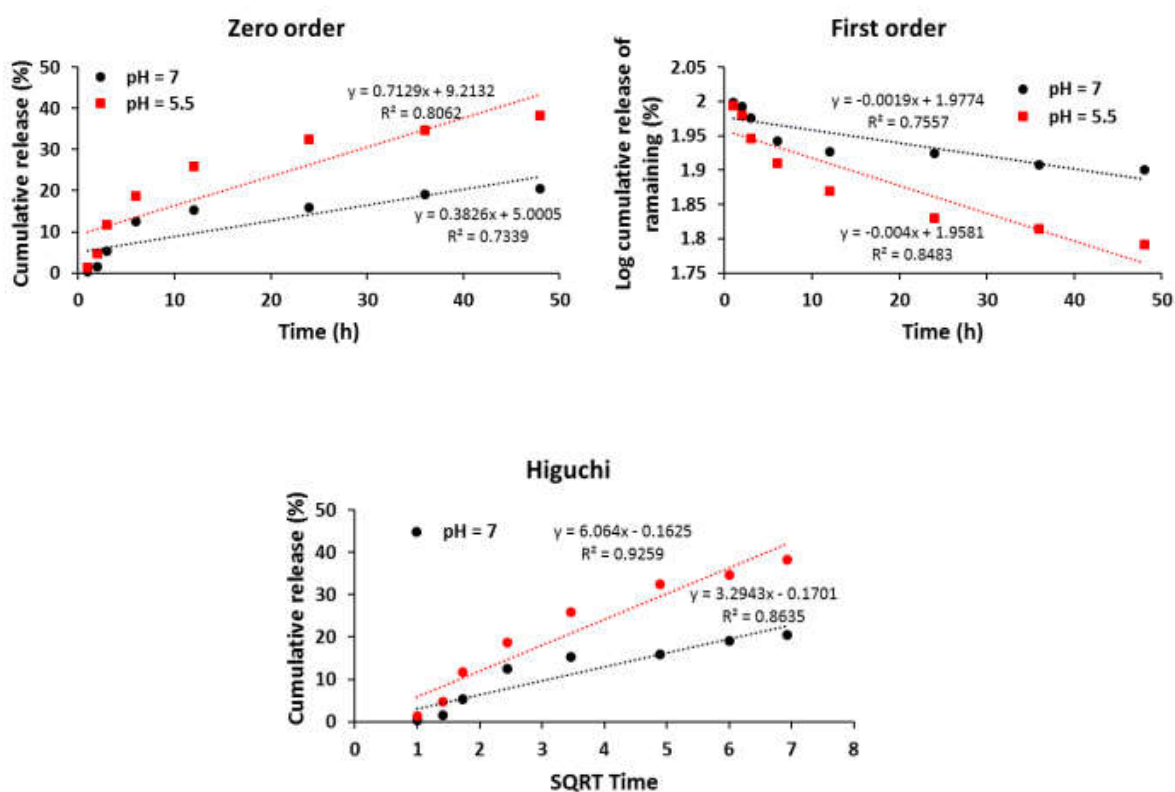 Zero order
Cumulative release (%)
50
40
30
20
10
0
pH = 7
pH = 5.5
y = 0.7129x + 9.2132
R² = 0.8062
y = 0.3826x + 5.0005
R² = 0.7339
0 10 20 30 40 50
Time (h)
First order
Log cumulative release of
ramaining (%)
2.05
2
1.95
1.9
1.85
1.8
1.75
pH = 7
pH = 5.5
y = -0.0019x + 1.9774
R² = 0.7557
y = -0.004x + 1.9581
R² = 0.8483
0 10 20 30 40 50
Time (h)
Higuchi
Cumulative release (%)
50
40
30
20
10
0
pH = 7
y = 6.064x - 0.1625
R² = 0.9259
y = 3.2943x - 0.1701
R² = 0.8635
0 1 2 3 4 5 6 7 8
SQRT Time